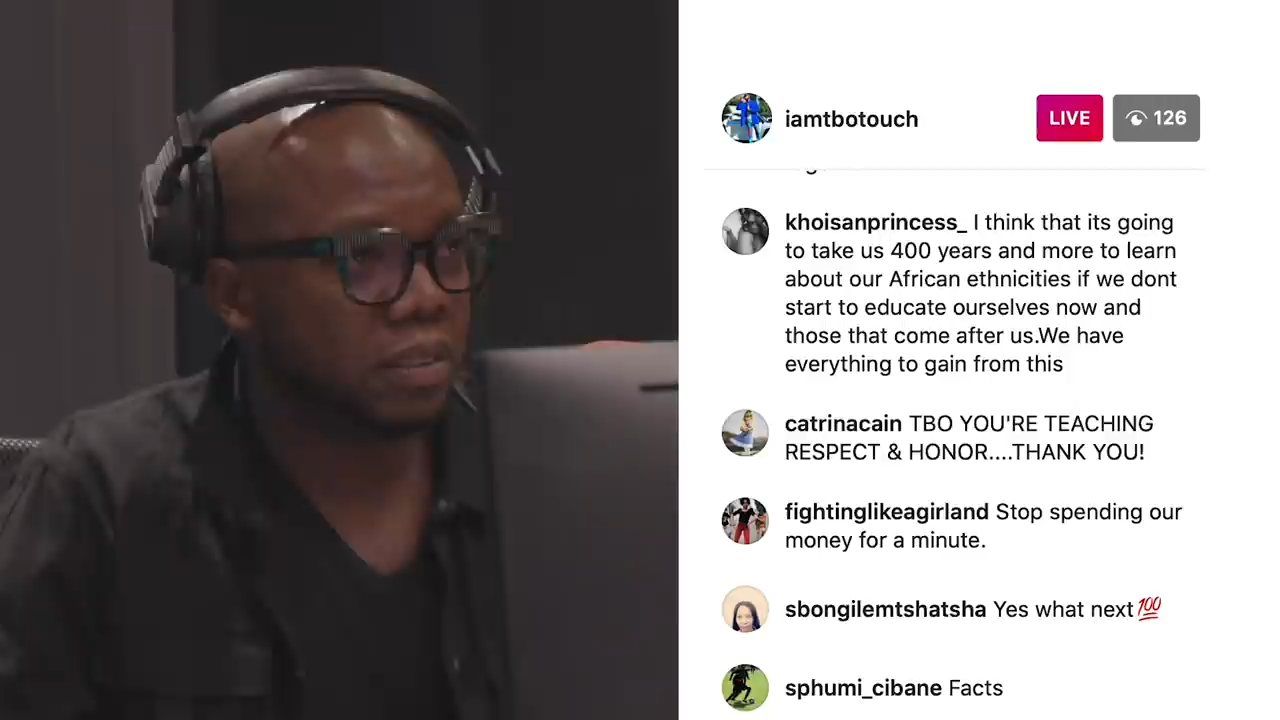 iamtbotouch
LIVE
126
khoisanprincess_ I think that its going
to take us 400 years and more to learn
about our African ethnicities if we dont
start to educate ourselves now and
those that come after us.We have
everything to gain from this
catrinacain TBO YOU'RE TEACHING
RESPECT & HONOR....THANK YOU!
fightinglikeagirland Stop spending our
money for a minute.
sbongilemtshatsha Yes what next💯
sphumi_cibane Facts